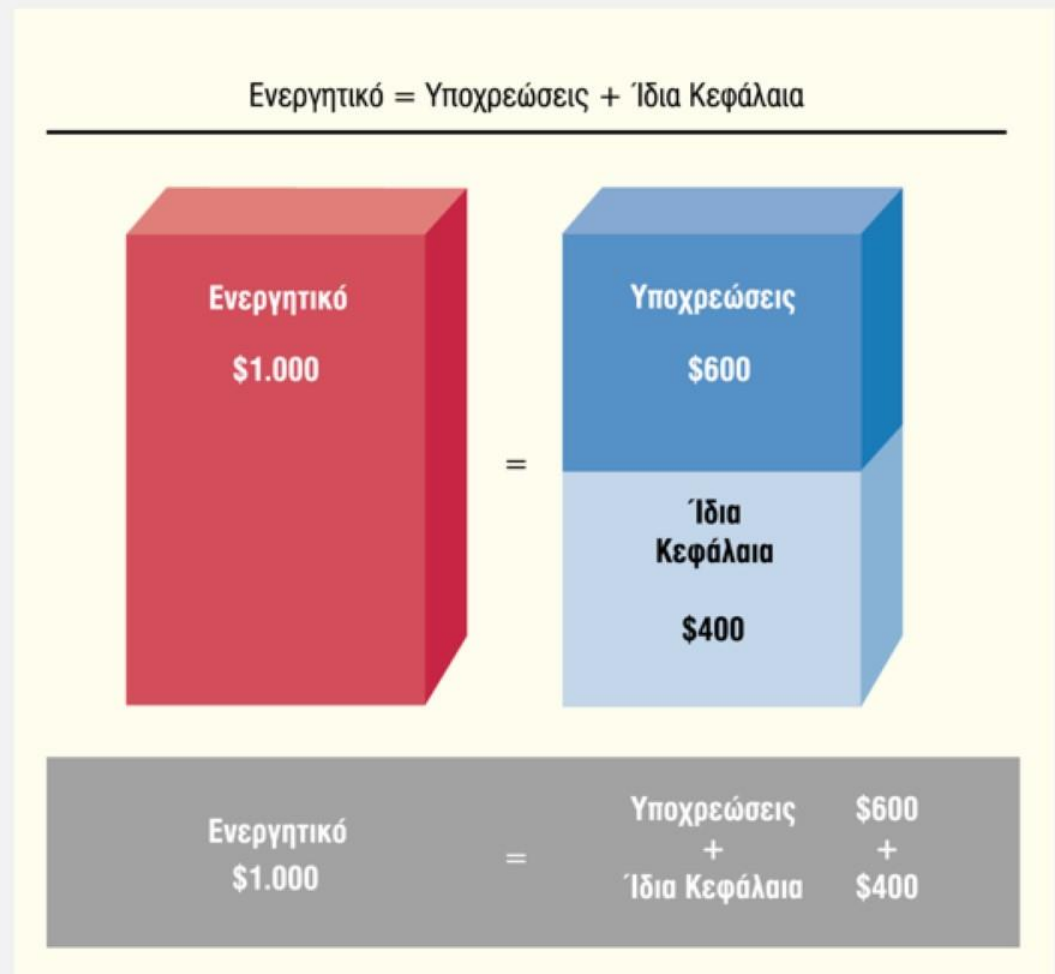 Ενεργητικό = Υποχρεώσεις + Ίδια Κεφάλαια
Ενεργητικό
$1.000
=
Υποχρεώσεις
$600
Ίδια
Κεφάλαια
$400
Ενεργητικό
$1.000
=
Υποχρεώσεις $600
+ +
Ίδια Κεφάλαια $400